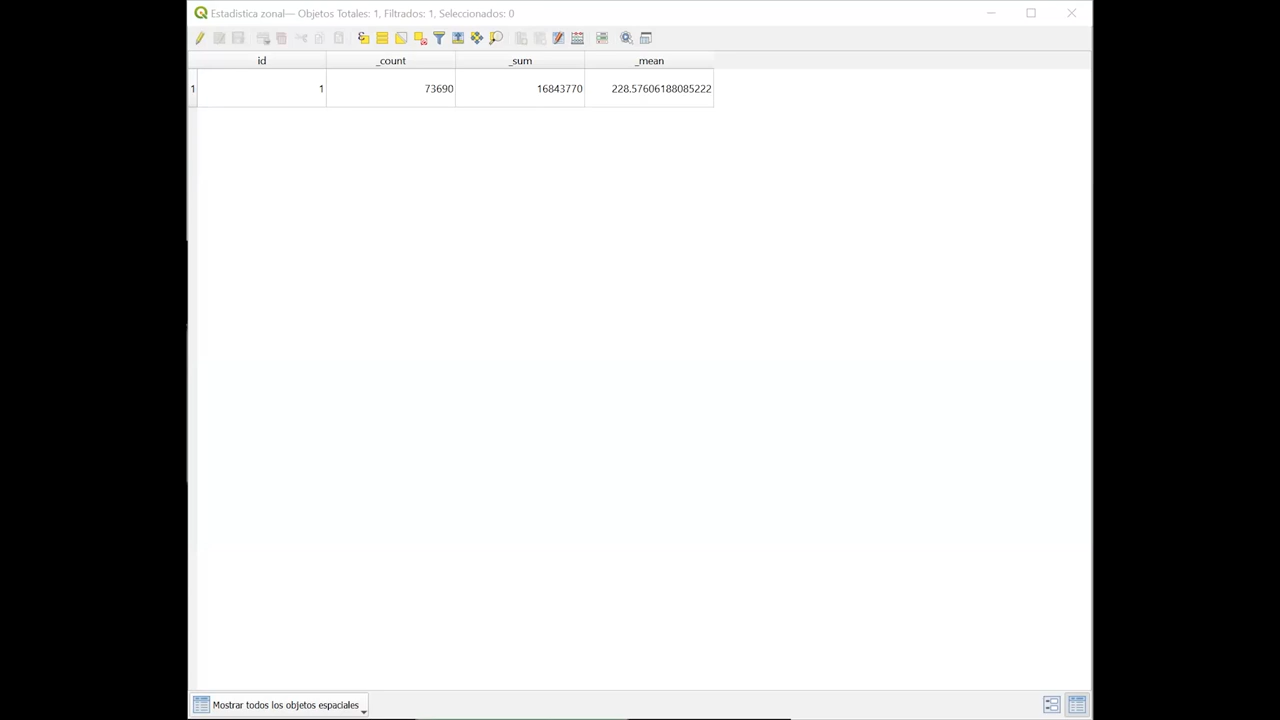 Estadística zonal— Objetos Totales: 1, Filtrados: 1, Seleccionados: 0
id _count _sum _mean
1 1 73690 16843770 228.57606188085222
Mostrar todos los objetos espaciales